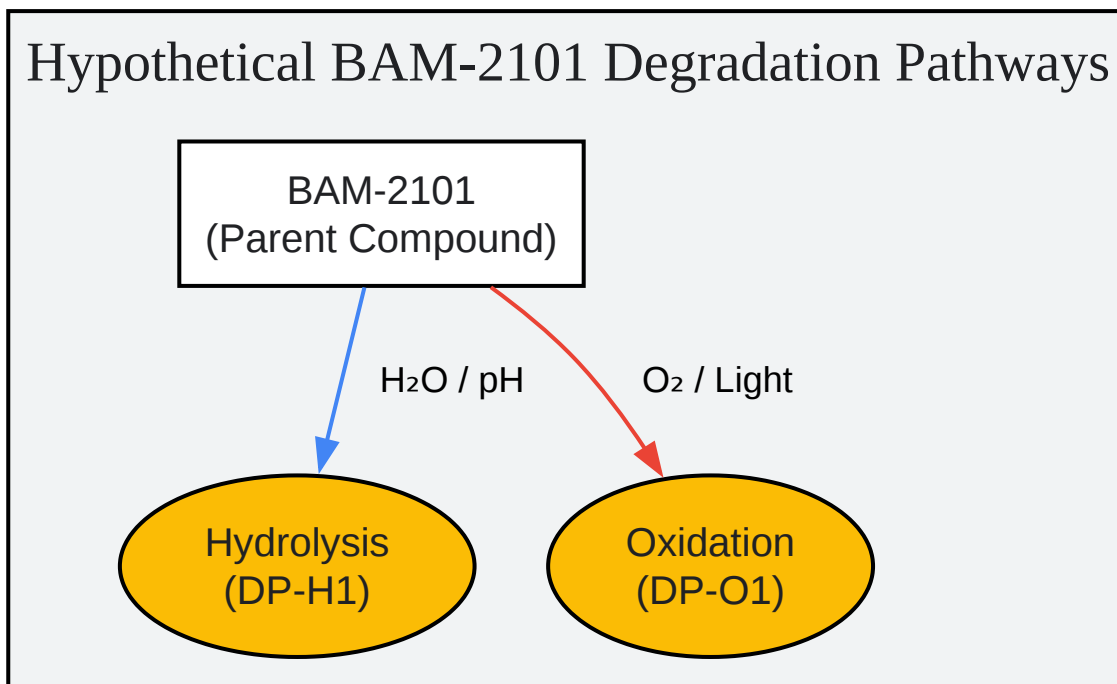 Hypothetical BAM-2101 Degradation Pathways
BAM-2101
(Parent Compound)
H₂O / pH
O₂ / Light
Hydrolysis
(DP-H1)
Oxidation
(DP-O1)